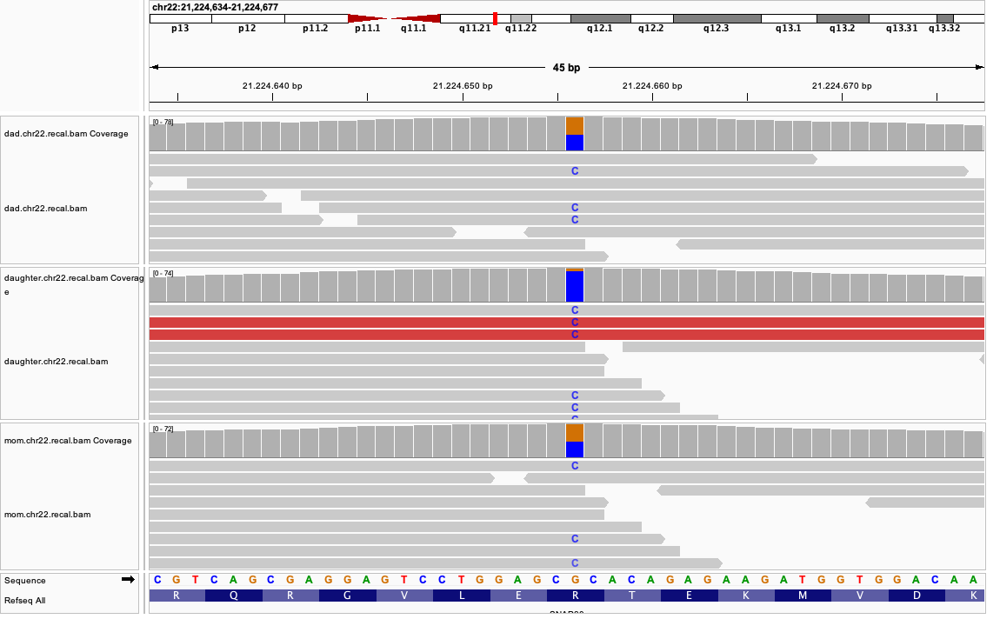 chr22:21,224,634-21,224,677
p13 p12 p11.2 p11.1 q11.1 q11.21 q11.22 q12.1 q12.2 q12.3 q13.1 q13.2 q13.31 q13.32
45 bp
21.224.640 bp 21.224.650 bp 21.224.660 bp 21.224.670 bp
dad.chr22.recal.bam Coverage
[0 - 78]
C
dad.chr22.recal.bam
C
C
daughter.chr22.recal.bam Coverag
e
[0 - 74]
C
C
C
daughter.chr22.recal.bam
C
C
C
mom.chr22.recal.bam Coverage
[0 - 72]
C
mom.chr22.recal.bam
C
C
Sequence
C G T C A G C G A G G A G T C C T G G A G C G C A C A G A G A A G A T G G T G G A C A A
Refseq All
R Q R G V L E R T E K M V D K